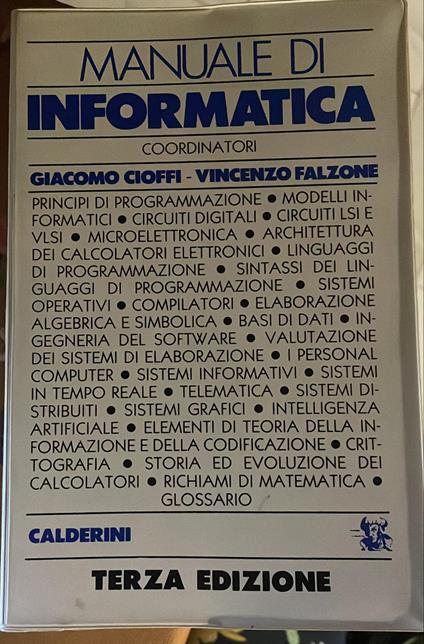 MANUALE DI
INFORMATICA
COORDINATORI
GIACOMO CIOFFI - VINCENZO FALZONE
PRINCIPI DI PROGRAMMAZIONE ● MODELLI IN-
FORMATICI ● CIRCUITI DIGITALI ● CIRCUITI LSI E
VLSI ● MICROELETTRONICA ● ARCHITETTURA
DEI CALCOLATORI ELETTRONICI ● LINGUAGGI
DI PROGRAMMAZIONE ● SINTASSI DEI LIN-
GUAGGI DI PROGRAMMAZIONE ● SISTEMI
OPERATIVI ● COMPILATORI ● ELABORAZIONE
ALGEBRICA E SIMBOLICA ● BASI DI DATI ● IN-
GEGNERIA DEL SOFTWARE ● VALUTAZIONE
DEI SISTEMI DI ELABORAZIONE ● I PERSONAL
COMPUTER ● SISTEMI INFORMATIVI ● SISTEMI
IN TEMPO REALE ● TELEMATICA ● SISTEMI DI-
STRIBUITI ● SISTEMI GRAFICI ● INTELLIGENZA
ARTIFICIALE ● ELEMENTI DI TEORIA DELLA IN-
FORMAZIONE E DELLA CODIFICAZIONE ● CRIT-
TOGRAFIA ● STORIA ED EVOLUZIONE DEI
CALCOLATORI ● RICHIAMI DI MATEMATICA ●
GLOSSARIO
CALDERINI
TERZA EDIZIONE